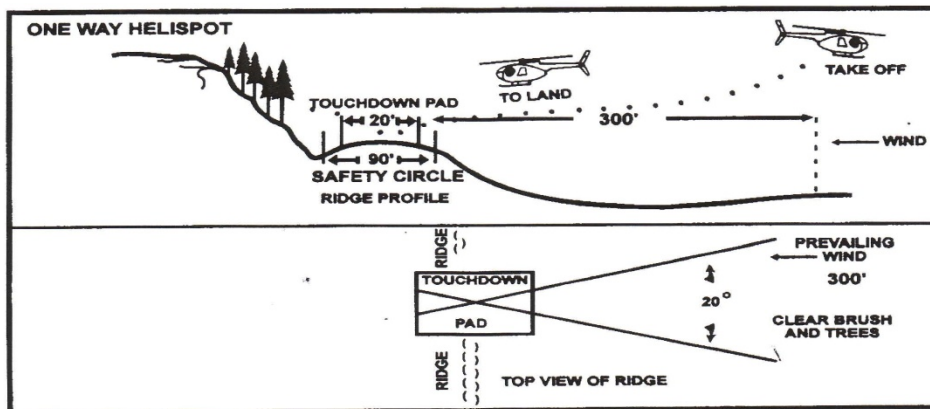 ONE WAY HELISPOT
TAKE OFF
TO LAND
TOUCHDOWN PAD
20'
300'
WIND
90'
SAFETY CIRCLE
RIDGE PROFILE
RIDGE
PREVAILING
WIND
300'
TOUCHDOWN
20°
PAD
CLEAR BRUSH
AND TREES
RIDGE
TOP VIEW OF RIDGE